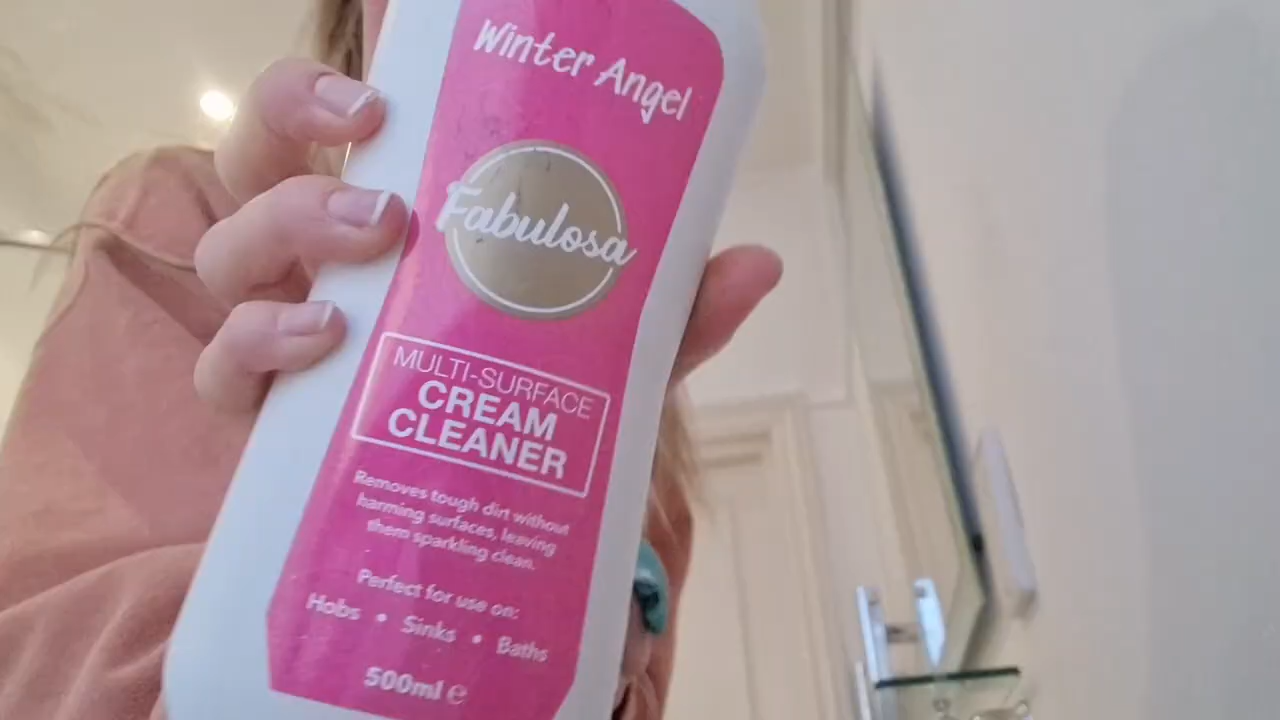 Winter Angel
Fabulosa
MULTI-SURFACE
CREAM
CLEANER
Removes tough dirt without
harming surfaces, leaving
them sparkling clean.
Perfect for use on:
Hobs • Sinks • Baths
500ml ℮